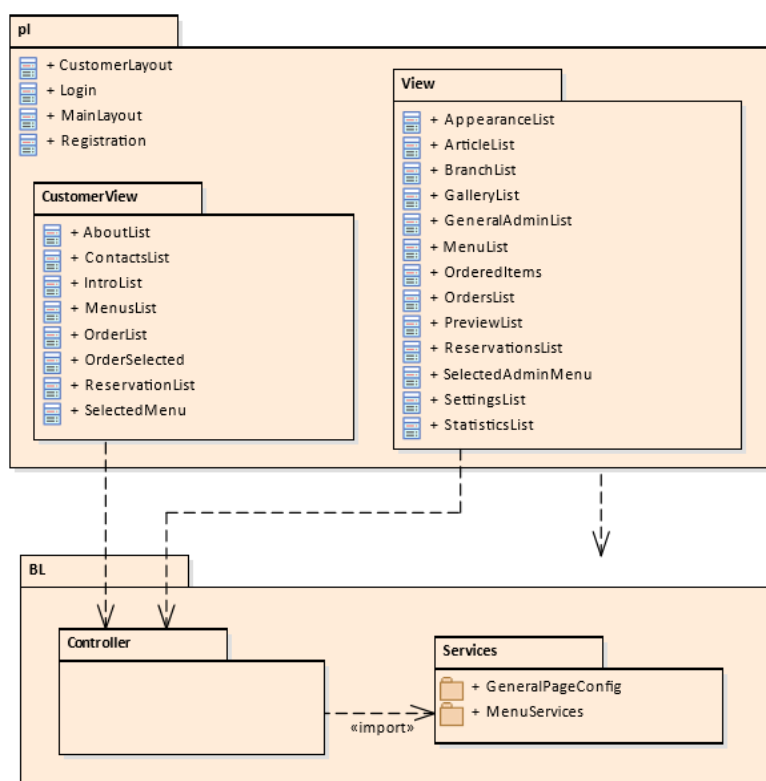 pl
+ CustomerLayout
+ Login
+ MainLayout
+ Registration
CustomerView
+ AboutList
+ ContactsList
+ IntroList
+ MenusList
+ OrderList
+ OrderSelected
+ ReservationList
+ SelectedMenu
View
+ AppearanceList
+ ArticleList
+ BranchList
+ GalleryList
+ GeneralAdminList
+ MenuList
+ OrderedItems
+ OrdersList
+ PreviewList
+ ReservationsList
+ SelectedAdminMenu
+ SettingsList
+ StatisticsList
BL
Controller
Services
+ GeneralPageConfig
+ MenuServices
«import»